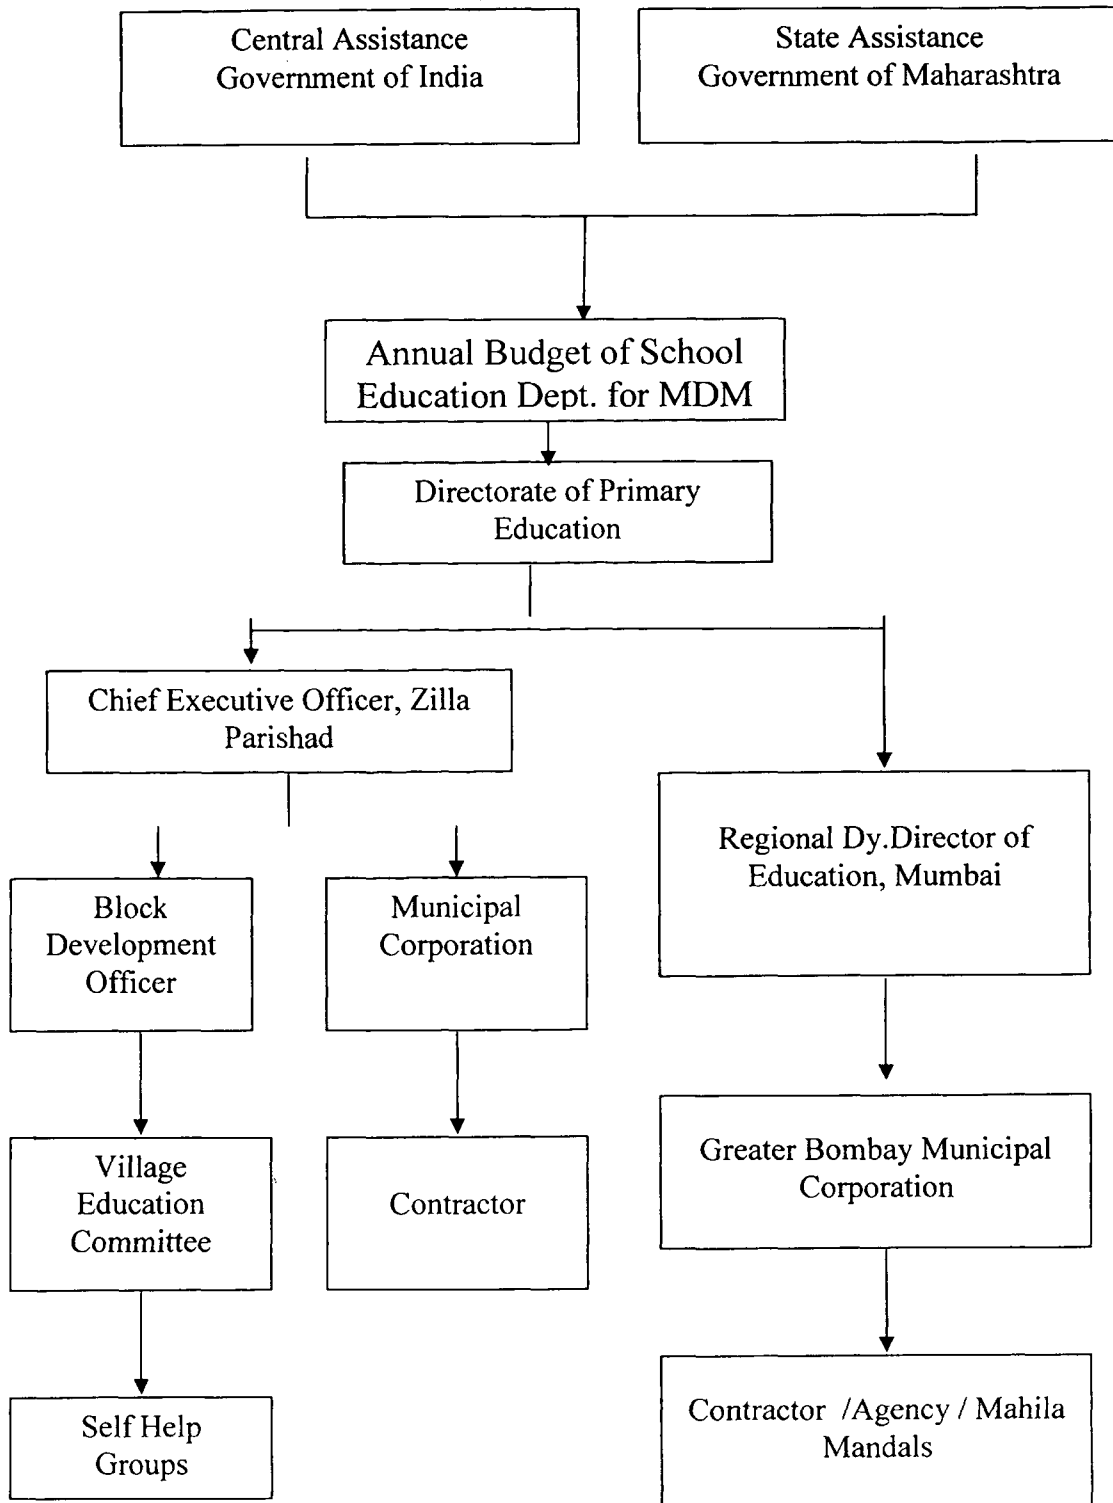 Central Assistance
Government of India
State Assistance
Government of Maharashtra
Annual Budget of School
Education Dept. for MDM
Directorate of Primary
Education
Chief Executive Officer, Zilla
Parishad
Regional Dy.Director of
Education, Mumbai
Block
Development
Officer
Municipal
Corporation
Village
Education
Committee
Contractor
Greater Bombay Municipal
Corporation
Self Help
Groups
Contractor /Agency / Mahila
Mandals